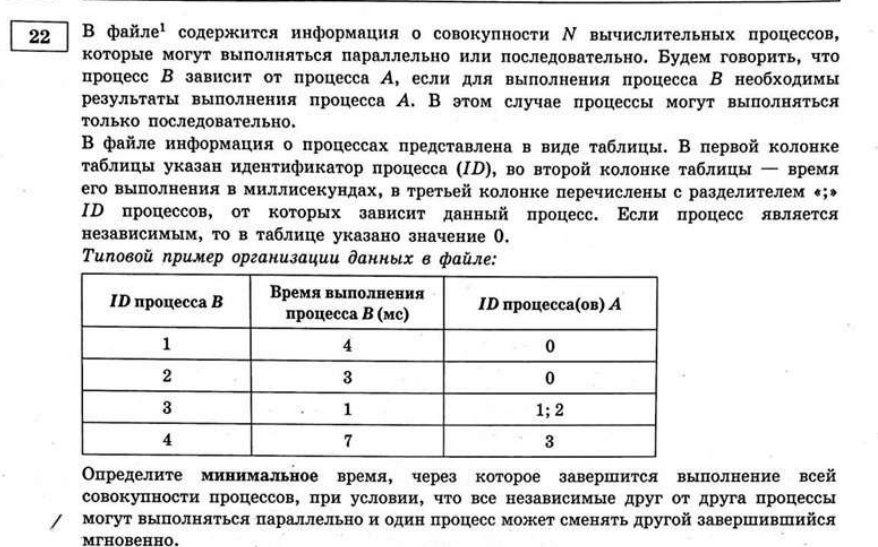 22
В файле¹ содержится информация о совокупности N вычислительных процессов,
которые могут выполняться параллельно или последовательно. Будем говорить, что
процесс B зависит от процесса A, если для выполнения процесса B необходимы
результаты выполнения процесса A. В этом случае процессы могут выполняться
только последовательно.
В файле информация о процессах представлена в виде таблицы. В первой колонке
таблицы указан идентификатор процесса (ID), во второй колонке таблицы — время
его выполнения в миллисекундах, в третьей колонке перечислены с разделителем «;»
ID процессов, от которых зависит данный процесс. Если процесс является
независимым, то в таблице указано значение 0.
Типовой пример организации данных в файле:
ID процесса B | Время выполнения процесса B (мс) | ID процесса(ов) A
1 | 4 | 0
2 | 3 | 0
3 | 1 | 1; 2
4 | 7 | 3
Определите минимальное время, через которое завершится выполнение всей
совокупности процессов, при условии, что все независимые друг от друга процессы
могут выполняться параллельно и один процесс может сменять другой завершившийся
мгновенно.